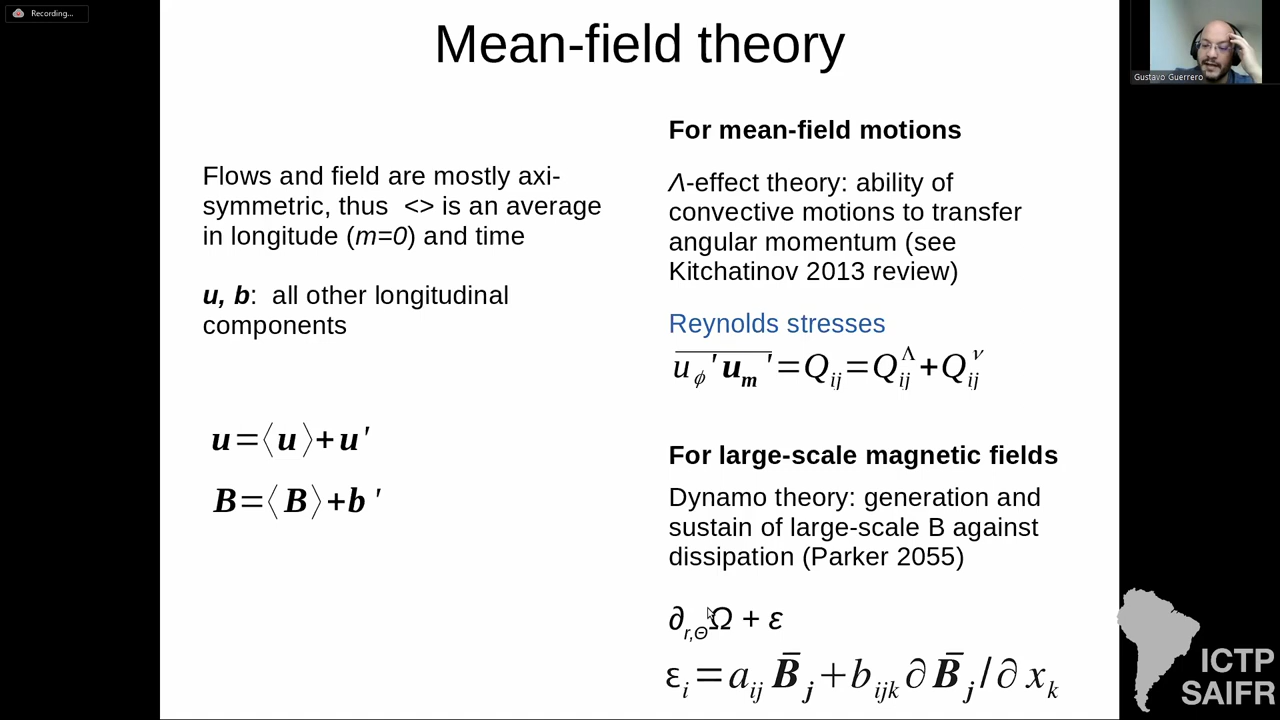 Recording...
Mean-field theory
Gustavo Guerrero
Flows and field are mostly axi-
symmetric, thus <> is an average
in longitude (m=0) and time
u, b: all other longitudinal
components
u=⟨u⟩+u'
B=⟨B⟩+b'
For mean-field motions
Λ-effect theory: ability of
convective motions to transfer
angular momentum (see
Kitchatinov 2013 review)
Reynolds stresses
u_ϕ' u_m' = Q_ij = Q_ij^Λ + Q_ij^ν
For large-scale magnetic fields
Dynamo theory: generation and
sustain of large-scale B against
dissipation (Parker 2055)
∂_r,Θ Ω + ε
ε_i = a_ij B̄_j + b_ijk ∂ B̄_j / ∂ x_k
ICTP
SAIFR